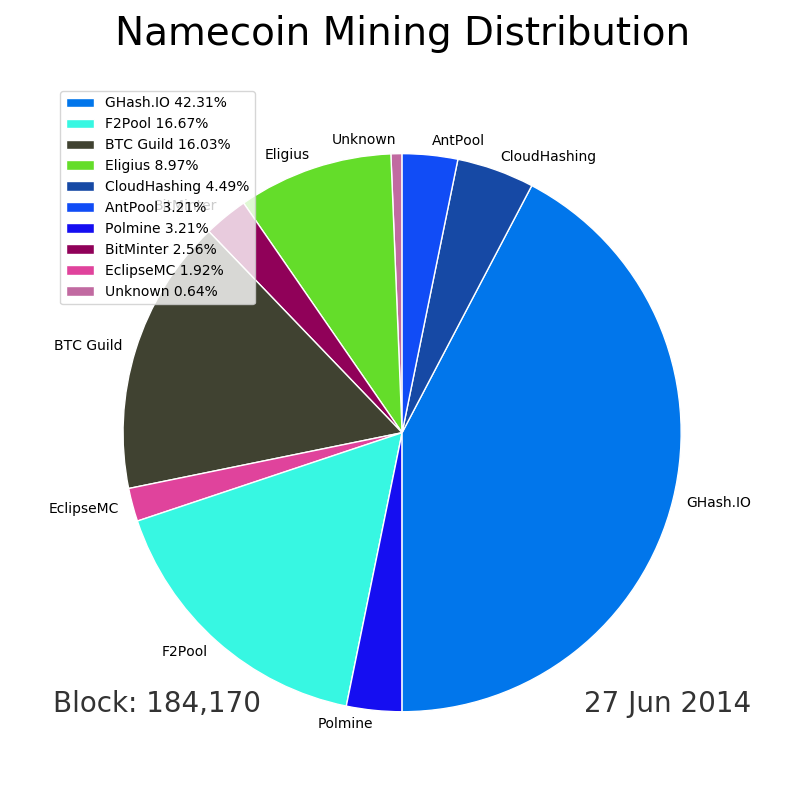 Namecoin Mining Distribution
GHash.IO 42.31%
F2Pool 16.67%
BTC Guild 16.03%
Eligius 8.97%
CloudHashing 4.49%
AntPool 3.21%
Polmine 3.21%
BitMinter 2.56%
EclipseMC 1.92%
Unknown 0.64%
Unknown
AntPool
Eligius
CloudHashing
BitMinter
BTC Guild
GHash.IO
EclipseMC
F2Pool
Polmine
Block: 184,170
27 Jun 2014